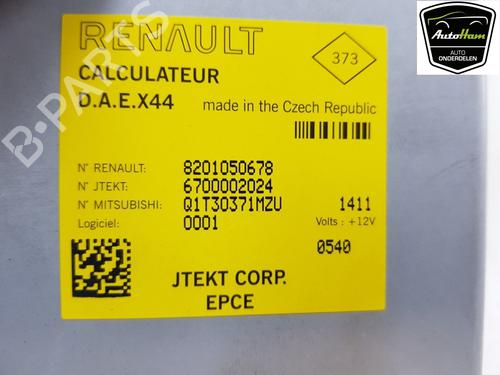 AutoHam
AUTO
ONDERDELEN
RENAULT
373
CALCULATEUR
D.A.E.X44 made in the Czech Republic
N° RENAULT: 8201050678
N° JTEKT: 6700002024
N° MITSUBISHI: Q1T30371MZU 1411
Logiciel: 0001 Volts : +12V
0540
JTEKT CORP.
EPCE
B-PARTS